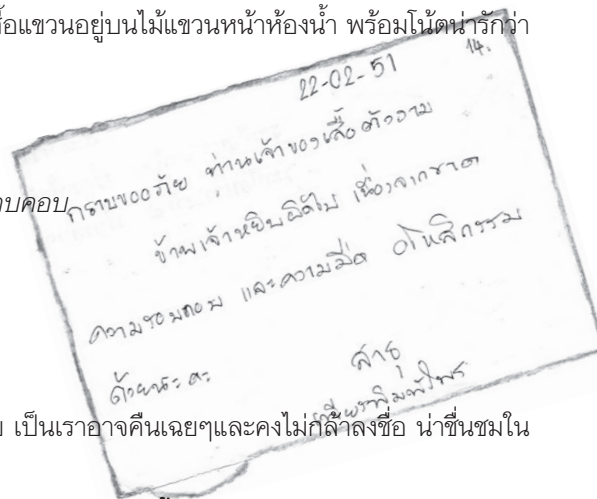 ื้อแขวนอยู่บนไม้แขวนหน้าห้องน้ำ พร้อมโน้ตน่ารักว่า
22-02-51
14.
กราบขออภัย ท่านเจ้าของเสื้อตัวงาม
บคอบ
ข้าพเจ้าหยิบผิดไป เนื่องจากขาด
ความรอบคอบ และความมืด อโหสิกรรม
ด้วยนะคะ
สาธุ
เป็นเราอาจคืนเฉยๆและคงไม่กล้าลงชื่อ น่าชื่นชมใน